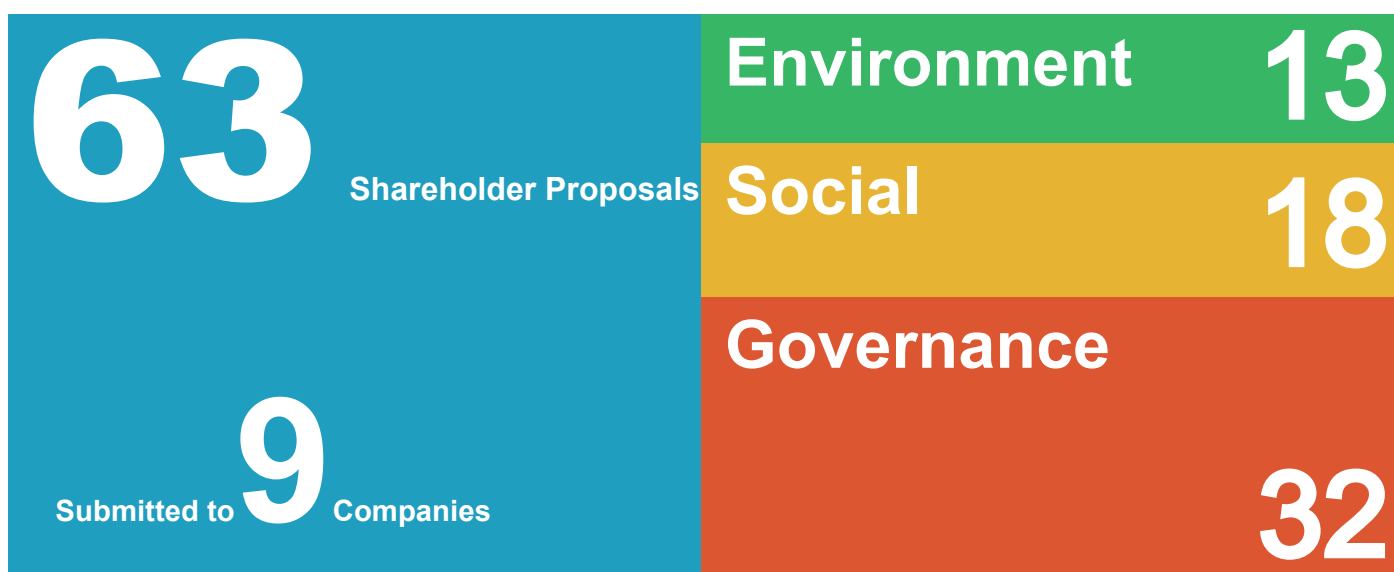 63 Shareholder Proposals
Submitted to 9 Companies
Environment 13
Social 18
Governance
32